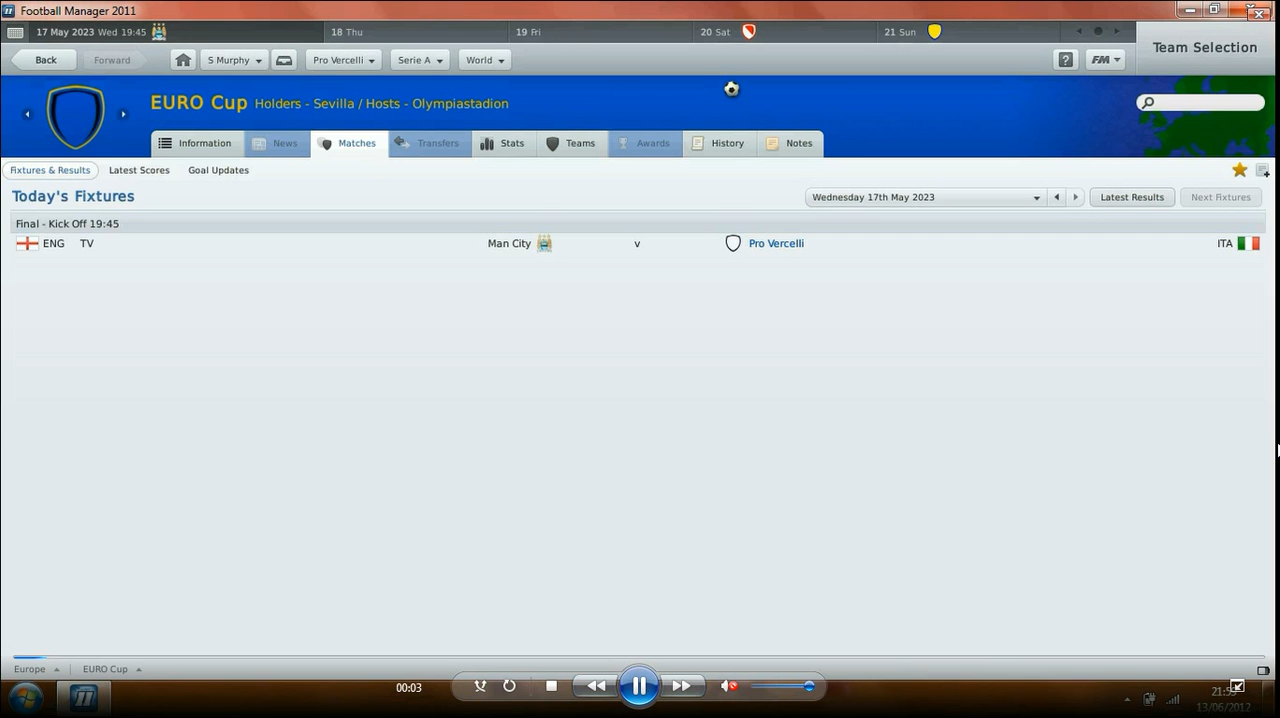 Football Manager 2011
17 May 2023 Wed 19:45 18 Thu 19 Fri 20 Sat 21 Sun
Team Selection
Back Forward S Murphy Pro Vercelli Serie A World ? FM
EURO Cup Holders - Sevilla / Hosts - Olympiastadion
Information News Matches Transfers Stats Teams Awards History Notes
Fixtures & Results Latest Scores Goal Updates
Today's Fixtures Wednesday 17th May 2023 Latest Results Next Fixtures
Final - Kick Off 19:45
ENG TV Man City v Pro Vercelli ITA
Europe EURO Cup
00:03
13/06/2012